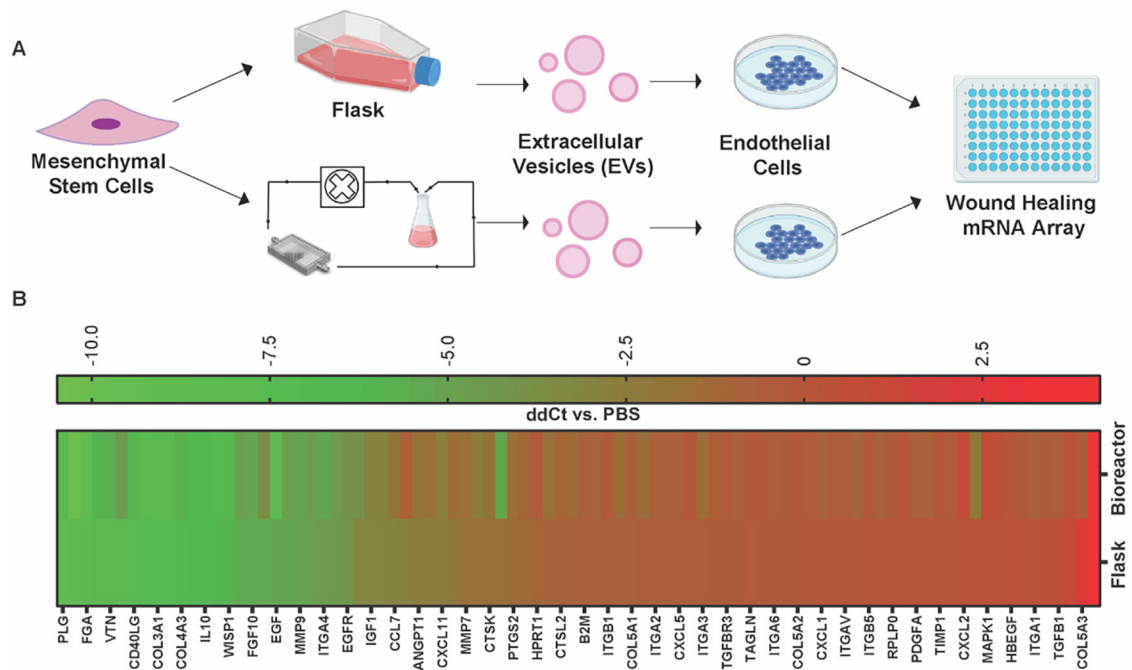 A
Mesenchymal
Stem Cells
Flask
Extracellular
Vesicles (EVs)
Endothelial
Cells
Wound Healing
mRNA Array
B
-10.0
-7.5
-5.0
-2.5
0
2.5
ddCt vs. PBS
Bioreactor
Flask
PLG
FGA
VTN
CD40LG
COL3A1
COL4A3
IL10
WISP1
FGF10
EGF
MMP9
ITGA4
EGFR
IGF1
CCL7
ANGPT1
CXCL11
MMP7
CTSK
PTGS2
HPRT1
CTSL2
B2M
ITGB1
COL5A1
ITGA2
CXCL5
ITGA3
TGFBR3
TAGLN
ITGA6
COL5A2
CXCL1
ITGAV
ITGB5
RPLP0
PDGFA
TIMP1
CXCL2
MAPK1
HBEGF
ITGA1
TGFB1
COL5A3